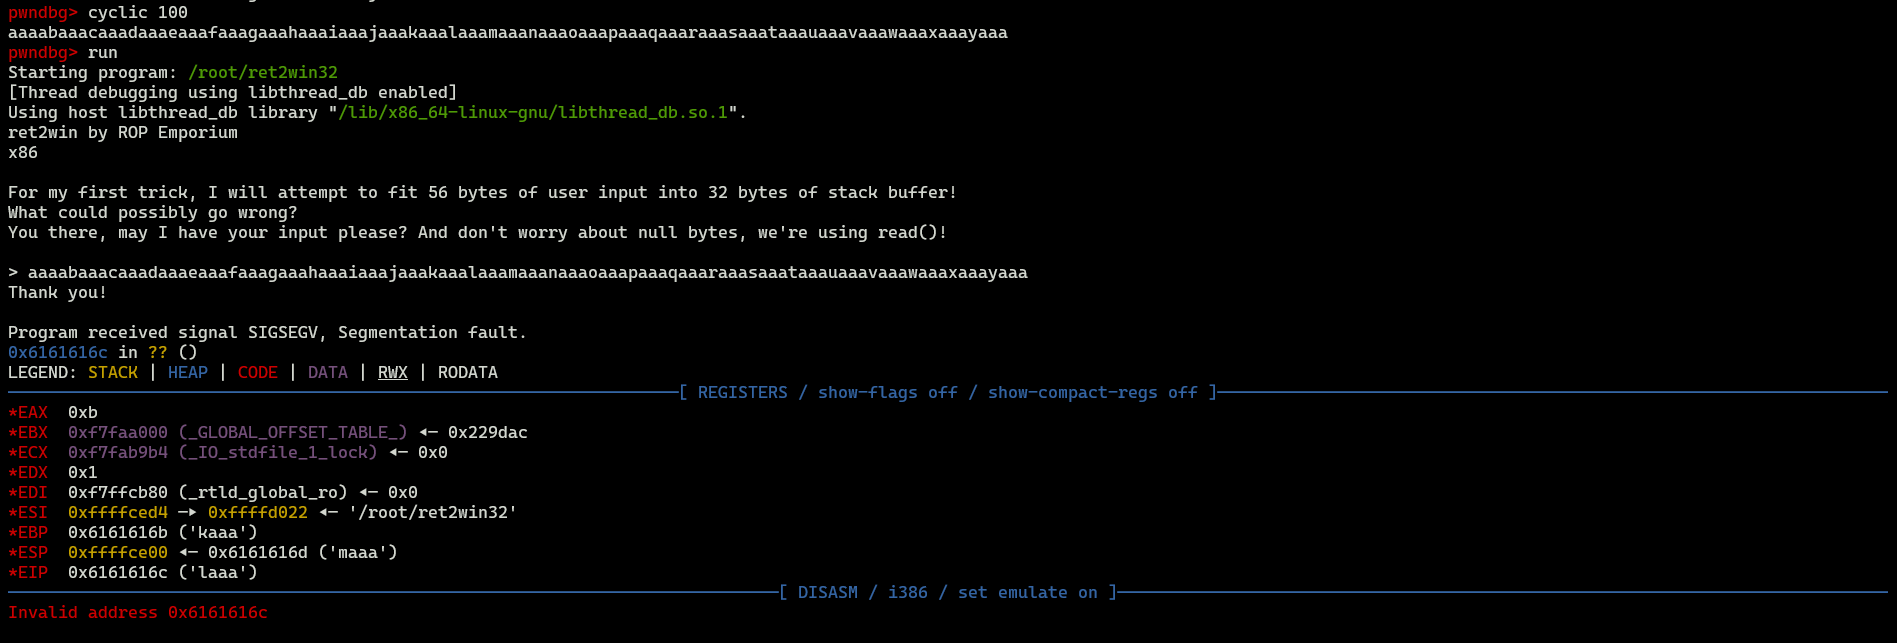 pwndbg> cyclic 100
aaaabaaacaaadaaaeaaafaaagaaahaaaiaaajaaakaaalaaamaaanaaaoaaapaaaqaaaraaasaaataaauaaavaaawaaaxaaayaaa
pwndbg> run
Starting program: /root/ret2win32
[Thread debugging using libthread_db enabled]
Using host libthread_db library "/lib/x86_64-linux-gnu/libthread_db.so.1".
ret2win by ROP Emporium
x86
For my first trick, I will attempt to fit 56 bytes of user input into 32 bytes of stack buffer!
What could possibly go wrong?
You there, may I have your input please? And don't worry about null bytes, we're using read()!
> aaaabaaacaaadaaaeaaafaaagaaahaaaiaaajaaakaaalaaamaaanaaaoaaapaaaqaaaraaasaaataaauaaavaaawaaaxaaayaaa
Thank you!
Program received signal SIGSEGV, Segmentation fault.
0x6161616c in ?? ()
LEGEND: STACK | HEAP | CODE | DATA | RWX | RODATA
[ REGISTERS / show-flags off / show-compact-regs off ]
*EAX  0xb
*EBX  0xf7faa000 (_GLOBAL_OFFSET_TABLE_) ◂— 0x229dac
*ECX  0xf7fab9b4 (_IO_stdfile_1_lock) ◂— 0x0
*EDX  0x1
*EDI  0xf7ffcb80 (_rtld_global_ro) ◂— 0x0
*ESI  0xffffced4 —▸ 0xffffd022 ◂— '/root/ret2win32'
*EBP  0x6161616b ('kaaa')
*ESP  0xffffce00 ◂— 0x6161616d ('maaa')
*EIP  0x6161616c ('laaa')
[ DISASM / i386 / set emulate on ]
Invalid address 0x6161616c